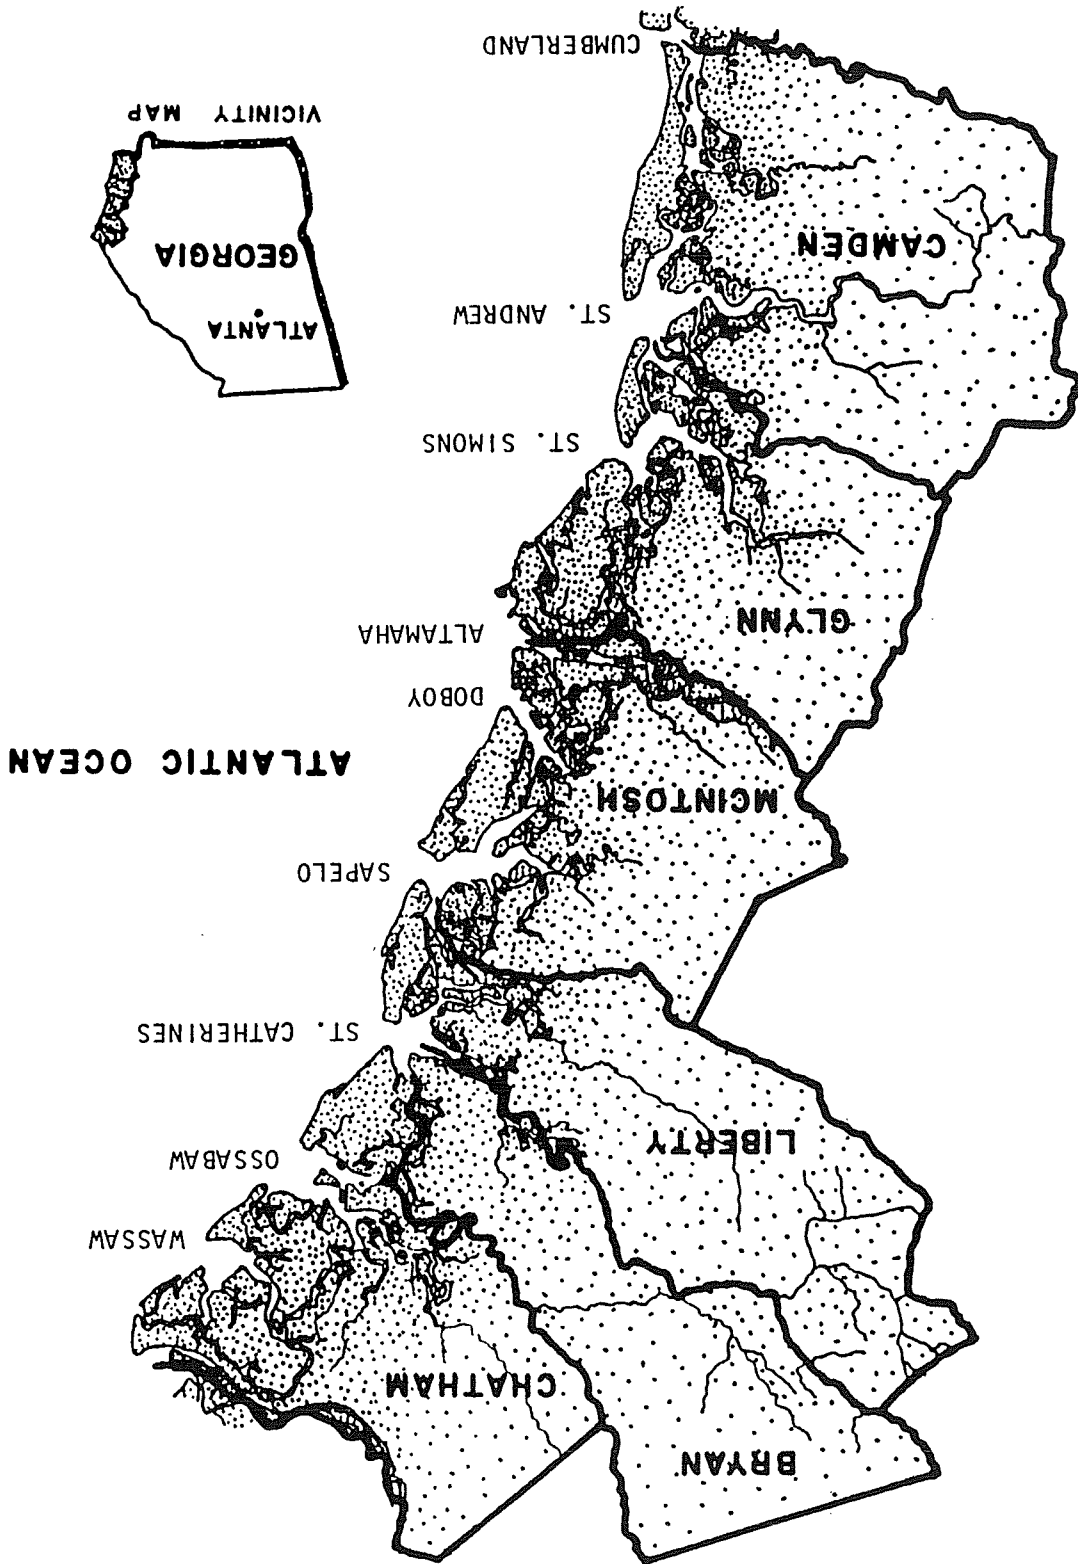 BRYAN
CHATHAM
WASSAW
OSSABAW
LIBERTY
ST. CATHERINES
SAPELO
MCINTOSH
ATLANTIC OCEAN
DOBOY
ALTAMAHA
GLYNN
ST. SIMONS
ST. ANDREW
CAMDEN
CUMBERLAND
ATLANTA
GEORGIA
VICINITY MAP